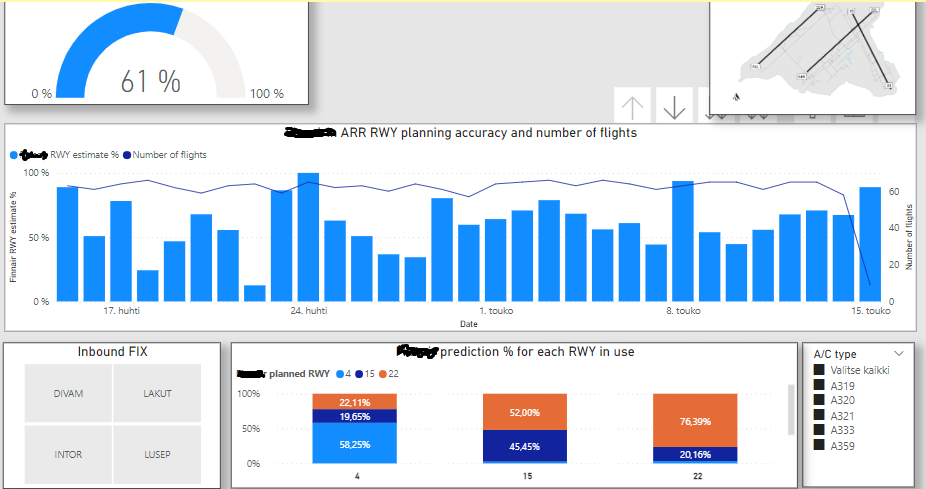 61 %
0 %
100 %
ARR RWY planning accuracy and number of flights
RWY estimate %
Number of flights
100 %
50 %
0 %
Finnair RWY estimate %
60
40
20
0
Number of flights
17. huhti
24. huhti
1. touko
8. touko
15. touko
Date
Inbound FIX
DIVAM
LAKUT
INTOR
LUSEP
prediction % for each RWY in use
planned RWY
4
15
22
100%
50%
0%
22,11%
19,65%
58,25%
52,00%
45,45%
76,39%
20,16%
4
15
22
A/C type
Valitse kaikki
A319
A320
A321
A333
A359